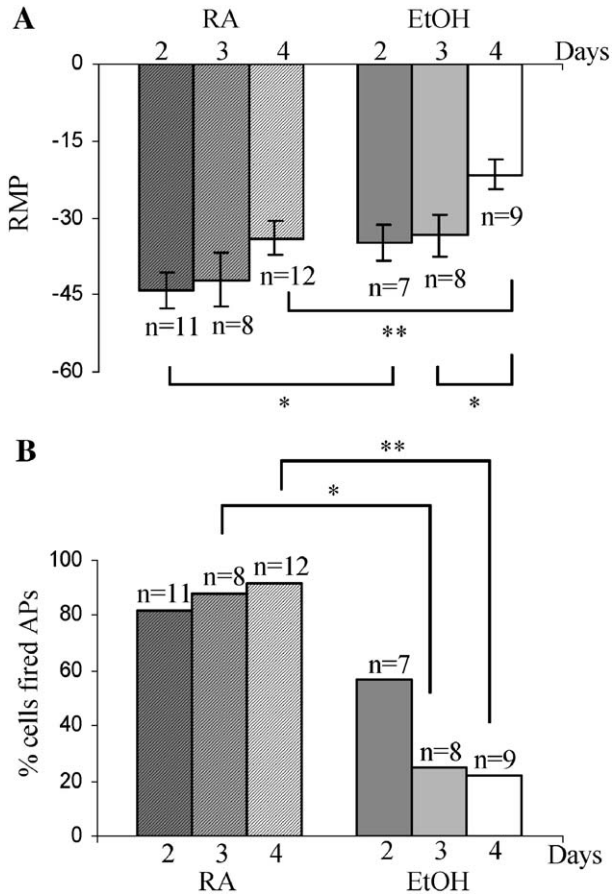 A
RA EtOH
2 3 4 2 3 4 Days
0
-15
-30
-45
-60
RMP
n=11 n=8 n=12 n=7 n=8 n=9
**
* *
B
**
*
100
80
60
40
20
0
% cells fired APs
n=11 n=8 n=12 n=7 n=8 n=9
2 3 4 2 3 4 Days
RA EtOH